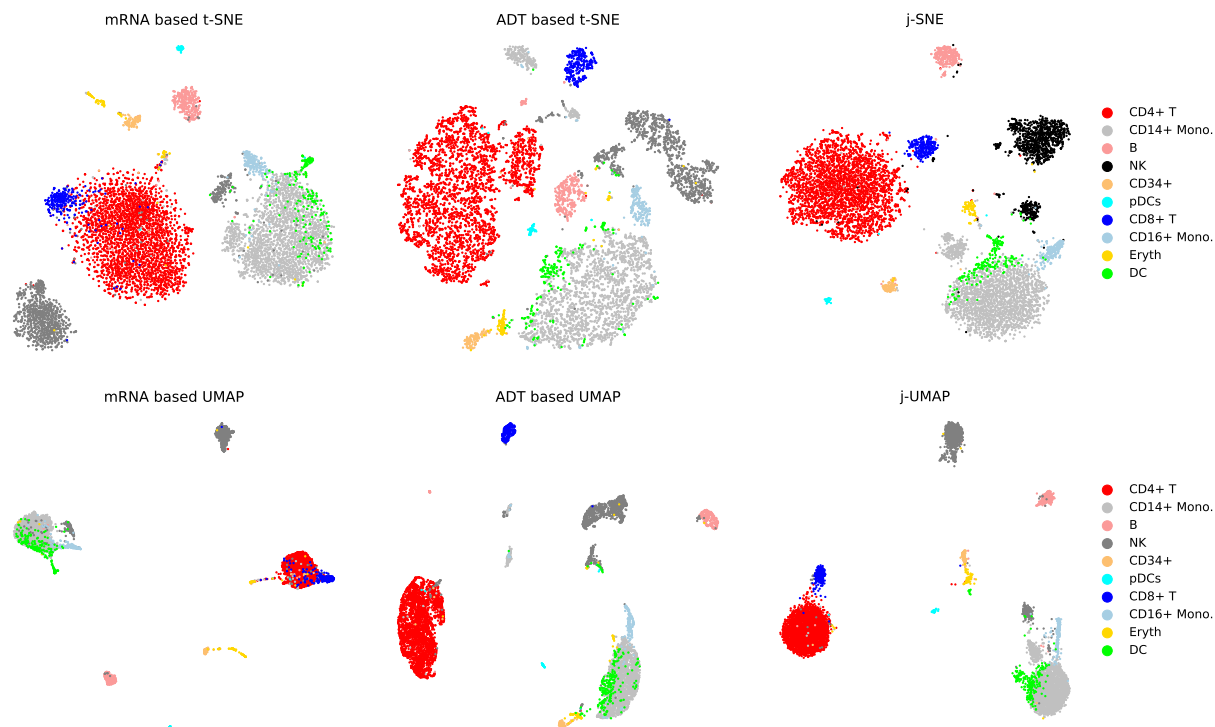 mRNA based t-SNE
ADT based t-SNE
j-SNE
CD4+ T
CD14+ Mono.
B
NK
CD34+
pDCs
CD8+ T
CD16+ Mono.
Eryth
DC
mRNA based UMAP
ADT based UMAP
j-UMAP
CD4+ T
CD14+ Mono.
B
NK
CD34+
pDCs
CD8+ T
CD16+ Mono.
Eryth
DC